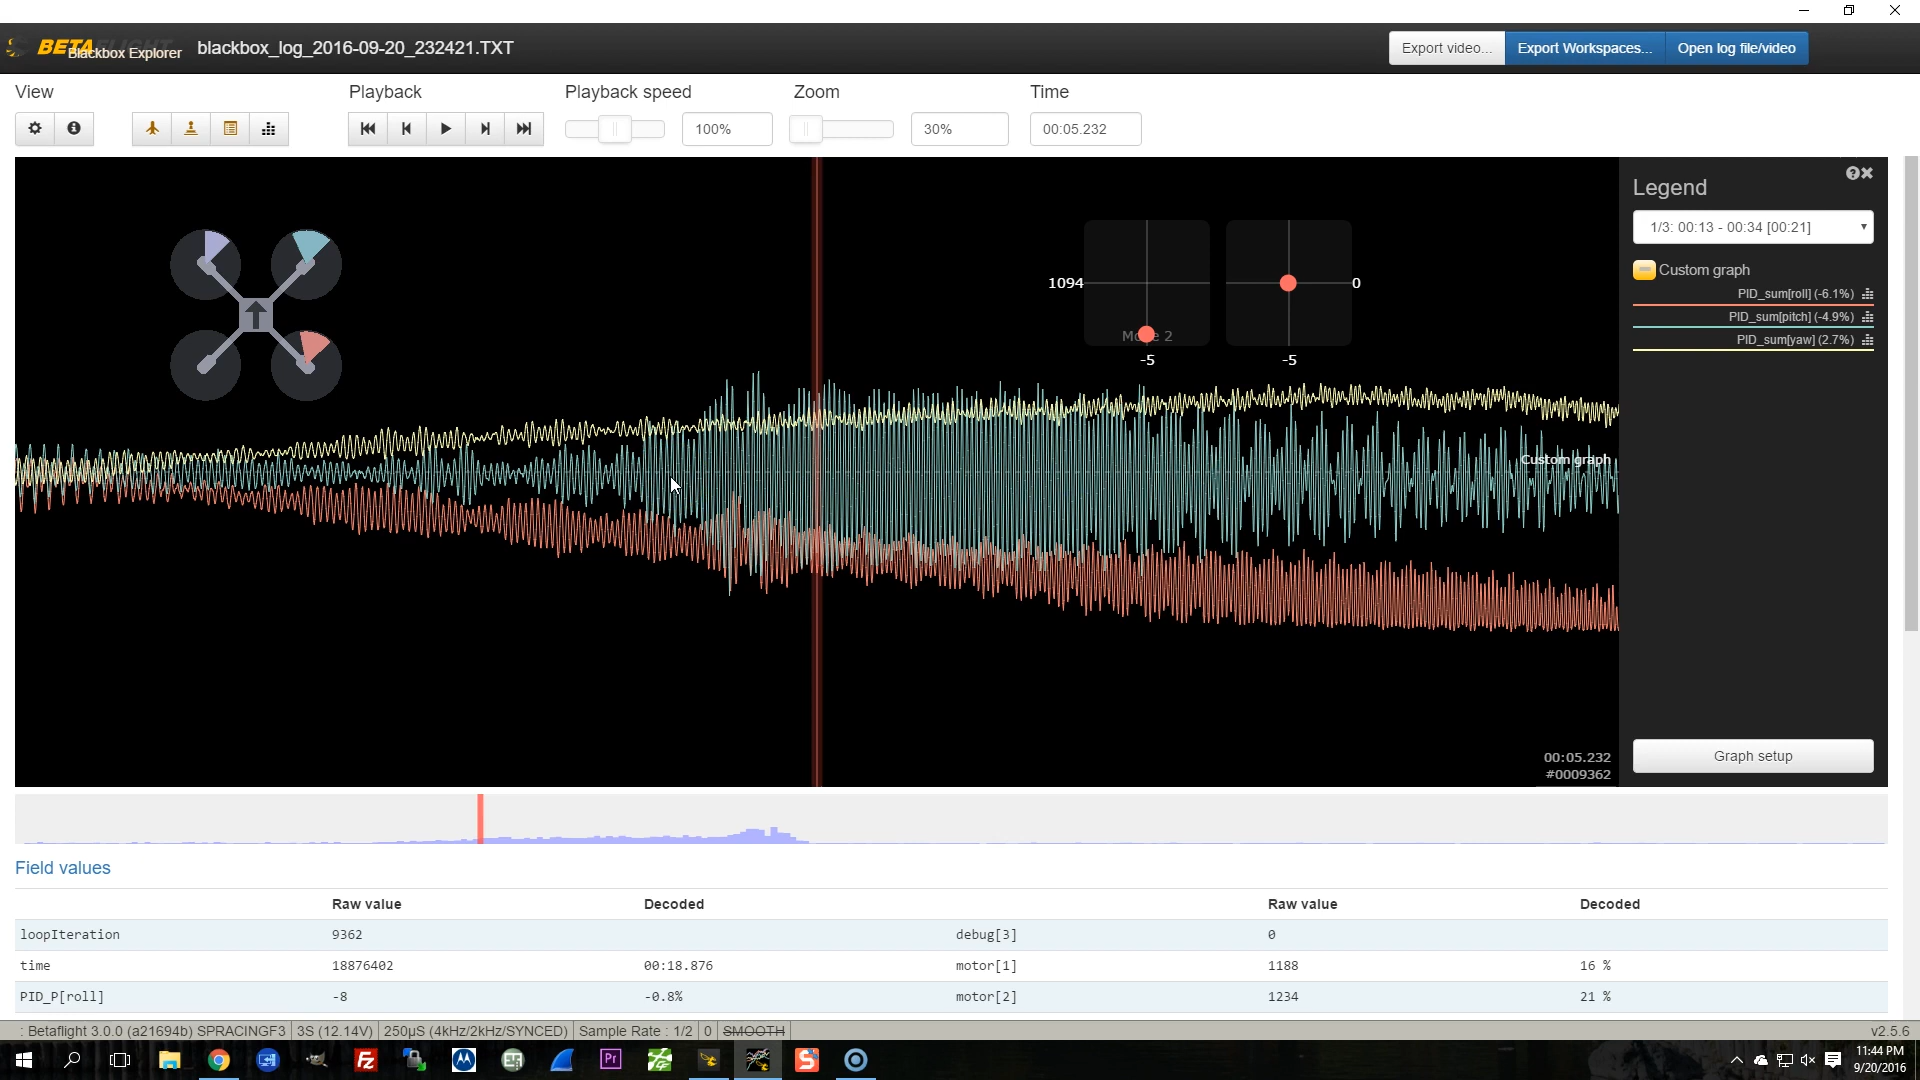 BETAFLIGHT
Blackbox Explorer
blackbox_log_2016-09-20_232421.TXT
Export video...
Export Workspaces...
Open log file/video
View
Playback
Playback speed
Zoom
Time
100%
30%
00:05.232
Legend
1/3: 00:13 - 00:34 [00:21]
Custom graph
PID_sum[roll] (-6.1%)
PID_sum[pitch] (-4.9%)
PID_sum[yaw] (2.7%)
1094
0
Mode 2
-5
-5
Custom graph
00:05.232
#0009362
Graph setup
Field values
Raw value Decoded Raw value Decoded
loopIteration 9362 debug[3] 0
time 18876402 00:18.876 motor[1] 1188 16 %
PID_P[roll] -8 -0.8% motor[2] 1234 21 %
: Betaflight 3.0.0 (a21694b) SPRACINGF3 3S (12.14V) 250µS (4kHz/2kHz/SYNCED) Sample Rate : 1/2 0 SMOOTH v2.5.6
11:44 PM
9/20/2016